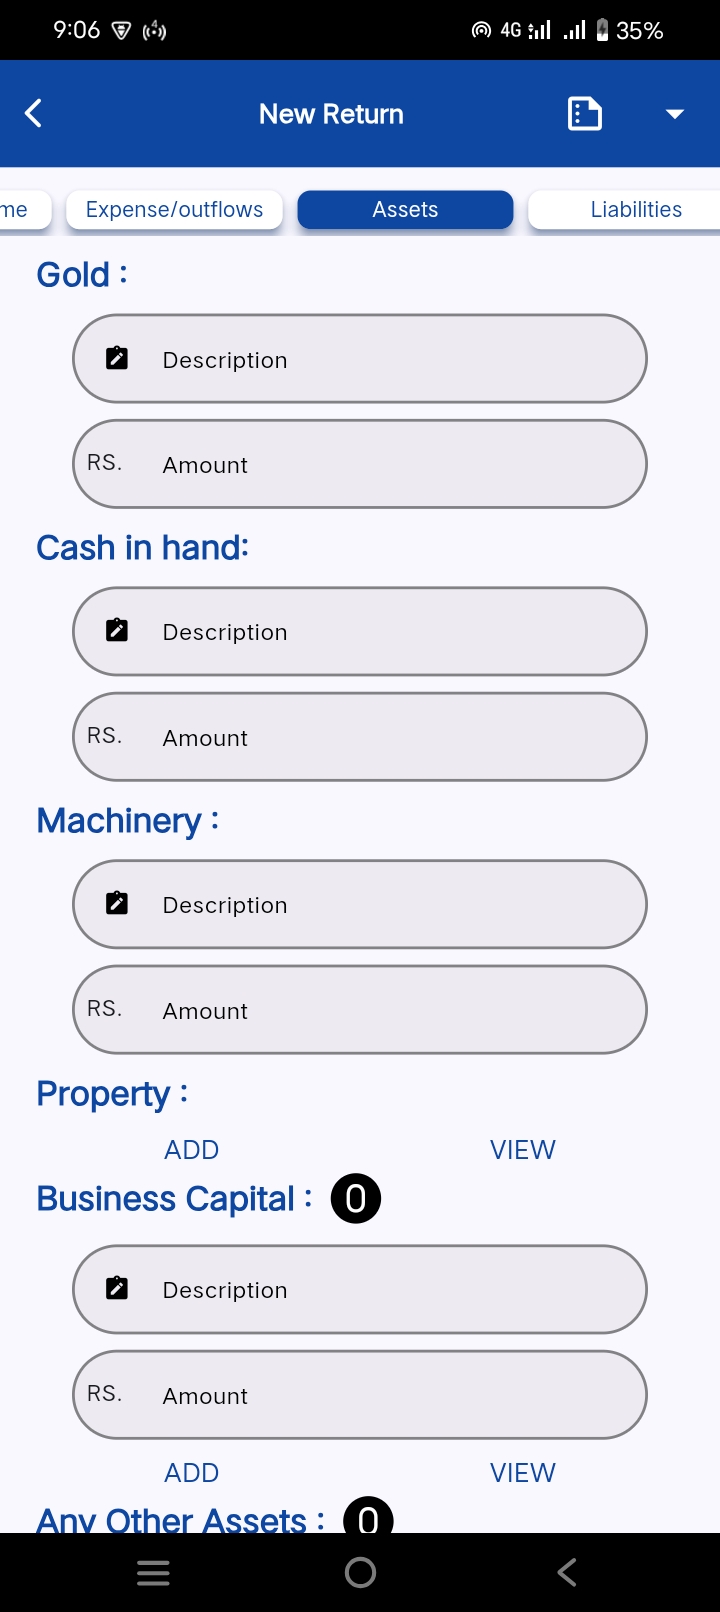 9:06 4 4G 35%
New Return
me Expense/outflows Assets Liabilities
Gold :
Description
RS. Amount
Cash in hand:
Description
RS. Amount
Machinery :
Description
RS. Amount
Property :
ADD VIEW
Business Capital : 0
Description
RS. Amount
ADD VIEW
Any Other Assets : 0